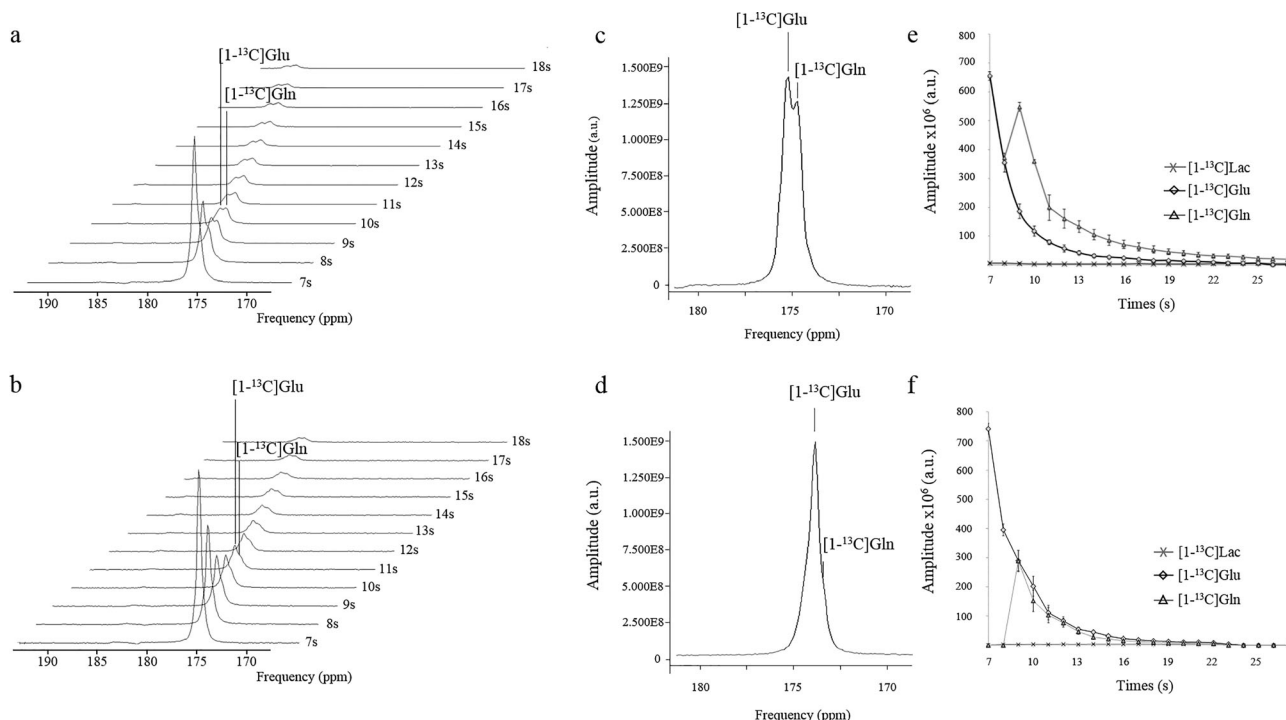 a
[1-¹³C]Glu
[1-¹³C]Gln
18s
17s
16s
15s
14s
13s
12s
11s
10s
9s
8s
7s
190 185 180 175 170
Frequency (ppm)
c
[1-¹³C]Glu
[1-¹³C]Gln
Amplitude (a.u.)
1.500E9
1.250E9
1.000E9
7.500E8
5.000E8
2.500E8
0
180 175 170
Frequency (ppm)
e
Amplitude x10⁶ (a.u.)
800
700
600
500
400
300
200
100
[1-¹³C]Lac
[1-¹³C]Glu
[1-¹³C]Gln
7 10 13 16 19 22 25
Times (s)
b
[1-¹³C]Glu
[1-¹³C]Gln
18s
17s
16s
15s
14s
13s
12s
11s
10s
9s
8s
7s
190 185 180 175 170
Frequency (ppm)
d
[1-¹³C]Glu
[1-¹³C]Gln
Amplitude (a.u.)
1.500E9
1.250E9
1.000E9
7.500E8
5.000E8
2.500E8
0
180 175 170
Frequency (ppm)
f
Amplitude x10⁶ (a.u.)
800
700
600
500
400
300
200
100
[1-¹³C]Lac
[1-¹³C]Glu
[1-¹³C]Gln
7 10 13 16 19 22 25
Times (s)